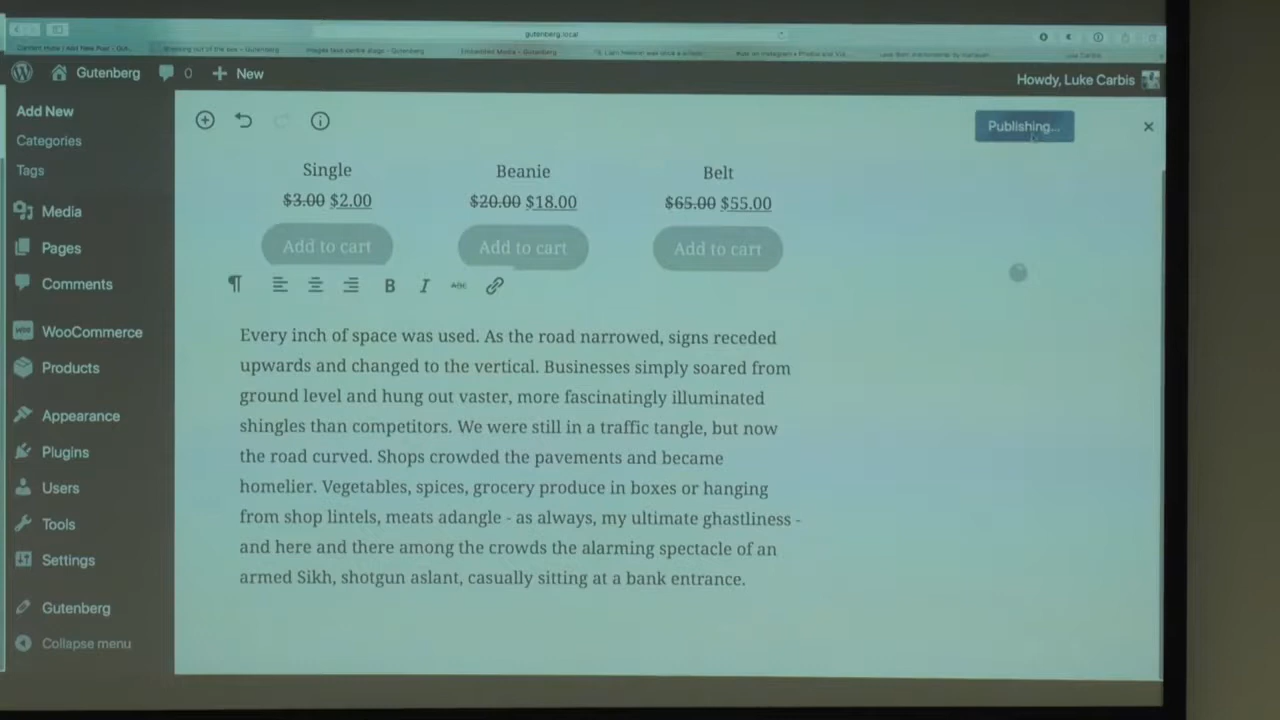 gutenberg.local
Gutenberg
0
New
Howdy, Luke Carbis
Add New
Categories
Tags
Media
Pages
Comments
WooCommerce
Products
Appearance
Plugins
Users
Tools
Settings
Gutenberg
Collapse menu
Publishing...
Single
Beanie
Belt
$3.00 $2.00
$20.00 $18.00
$65.00 $55.00
Add to cart
Add to cart
Add to cart
B I ABC
Every inch of space was used. As the road narrowed, signs receded
upwards and changed to the vertical. Businesses simply soared from
ground level and hung out vaster, more fascinatingly illuminated
shingles than competitors. We were still in a traffic tangle, but now
the road curved. Shops crowded the pavements and became
homelier. Vegetables, spices, grocery produce in boxes or hanging
from shop lintels, meats adangle - as always, my ultimate ghastliness -
and here and there among the crowds the alarming spectacle of an
armed Sikh, shotgun aslant, casually sitting at a bank entrance.